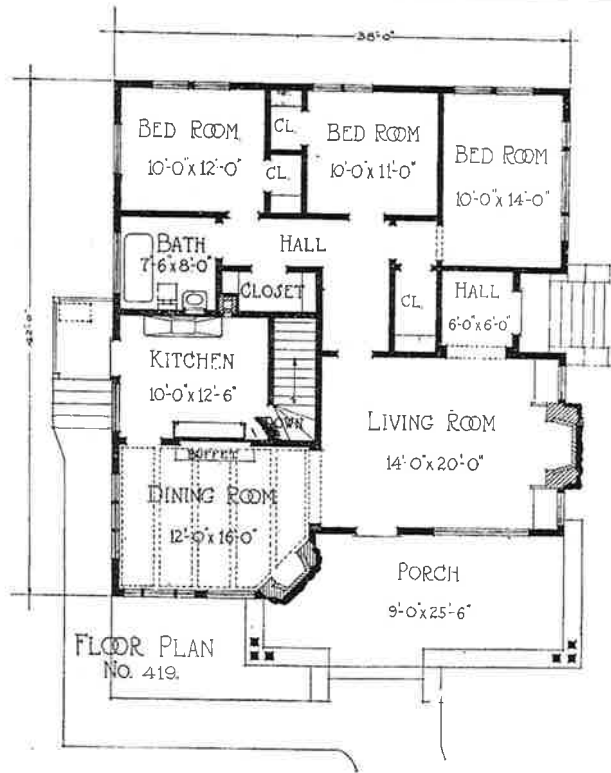 38'-0"
42'-0"
BED ROOM
10'-0" x 12'-0"
CL.
CL.
BED ROOM
10'-0" x 11'-0"
BED ROOM
10'-0" x 14'-0"
BATH
7'-6" x 8'-0"
HALL
CLOSET
CL.
HALL
6'-0" x 6'-0"
KITCHEN
10'-0" x 12'-6"
DOWN
LIVING ROOM
14'-0" x 20'-0"
BUFFET
DINING ROOM
12'-0" x 16'-0"
PORCH
9'-0 x 25'-6"
FLOOR PLAN
NO. 419.